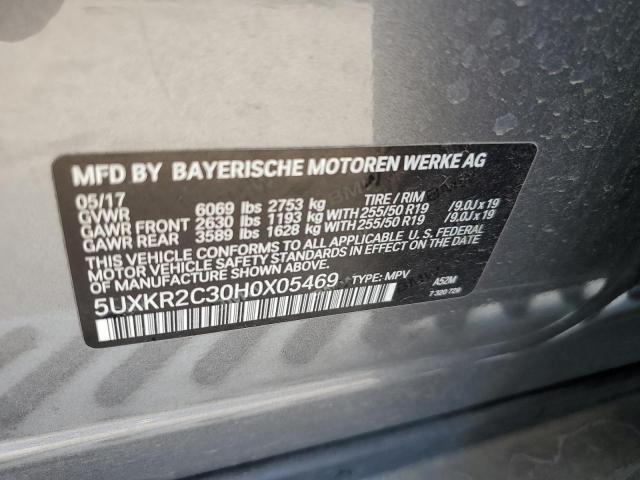 MFD BY BAYERISCHE MOTOREN WERKE AG
05/17 TIRE / RIM
GVWR 6069 lbs 2753 kg
GAWR FRONT 2630 lbs 1193 kg WITH 255/50 R19 /9.0J x 19
GAWR REAR 3589 lbs 1628 kg WITH 255/50 R19 /9.0J x 19
THIS VEHICLE CONFORMS TO ALL APPLICABLE U. S. FEDERAL
MOTOR VEHICLE SAFETY STANDARDS IN EFFECT ON THE DATE
OF MANUFACTURE SHOWN ABOVE.
5UXKR2C30H0X05469 TYPE: MPV A52M
7 320 728